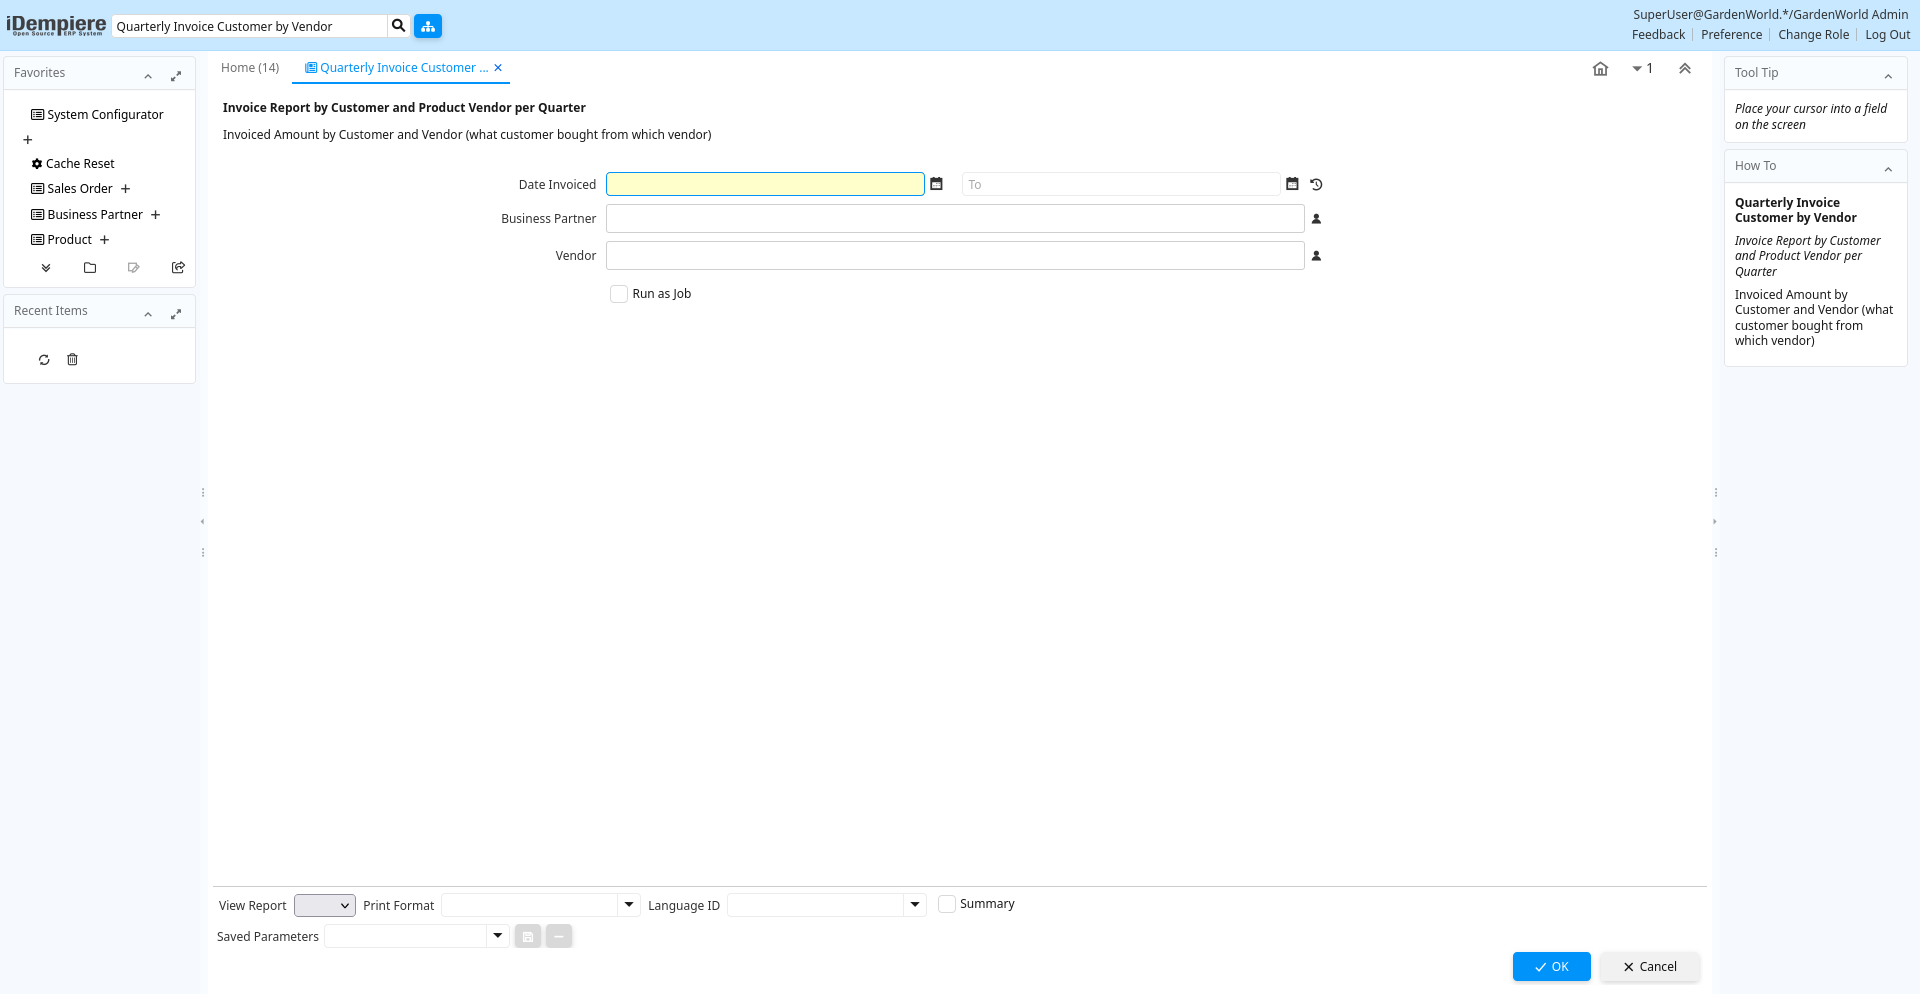 iDempiere
Open Source ERP System
Quarterly Invoice Customer by Vendor
SuperUser@GardenWorld.*/GardenWorld Admin
Feedback
Preference
Change Role
Log Out
Favorites
System Configurator
Cache Reset
Sales Order
Business Partner
Product
Recent Items
Home (14)
Quarterly Invoice Customer ...
1
Invoice Report by Customer and Product Vendor per Quarter
Invoiced Amount by Customer and Vendor (what customer bought from which vendor)
Date Invoiced
To
Business Partner
Vendor
Run as Job
View Report
Print Format
Language ID
Summary
Saved Parameters
OK
Cancel
Tool Tip
Place your cursor into a field
on the screen
How To
Quarterly Invoice
Customer by Vendor
Invoice Report by Customer
and Product Vendor per
Quarter
Invoiced Amount by
Customer and Vendor (what
customer bought from
which vendor)